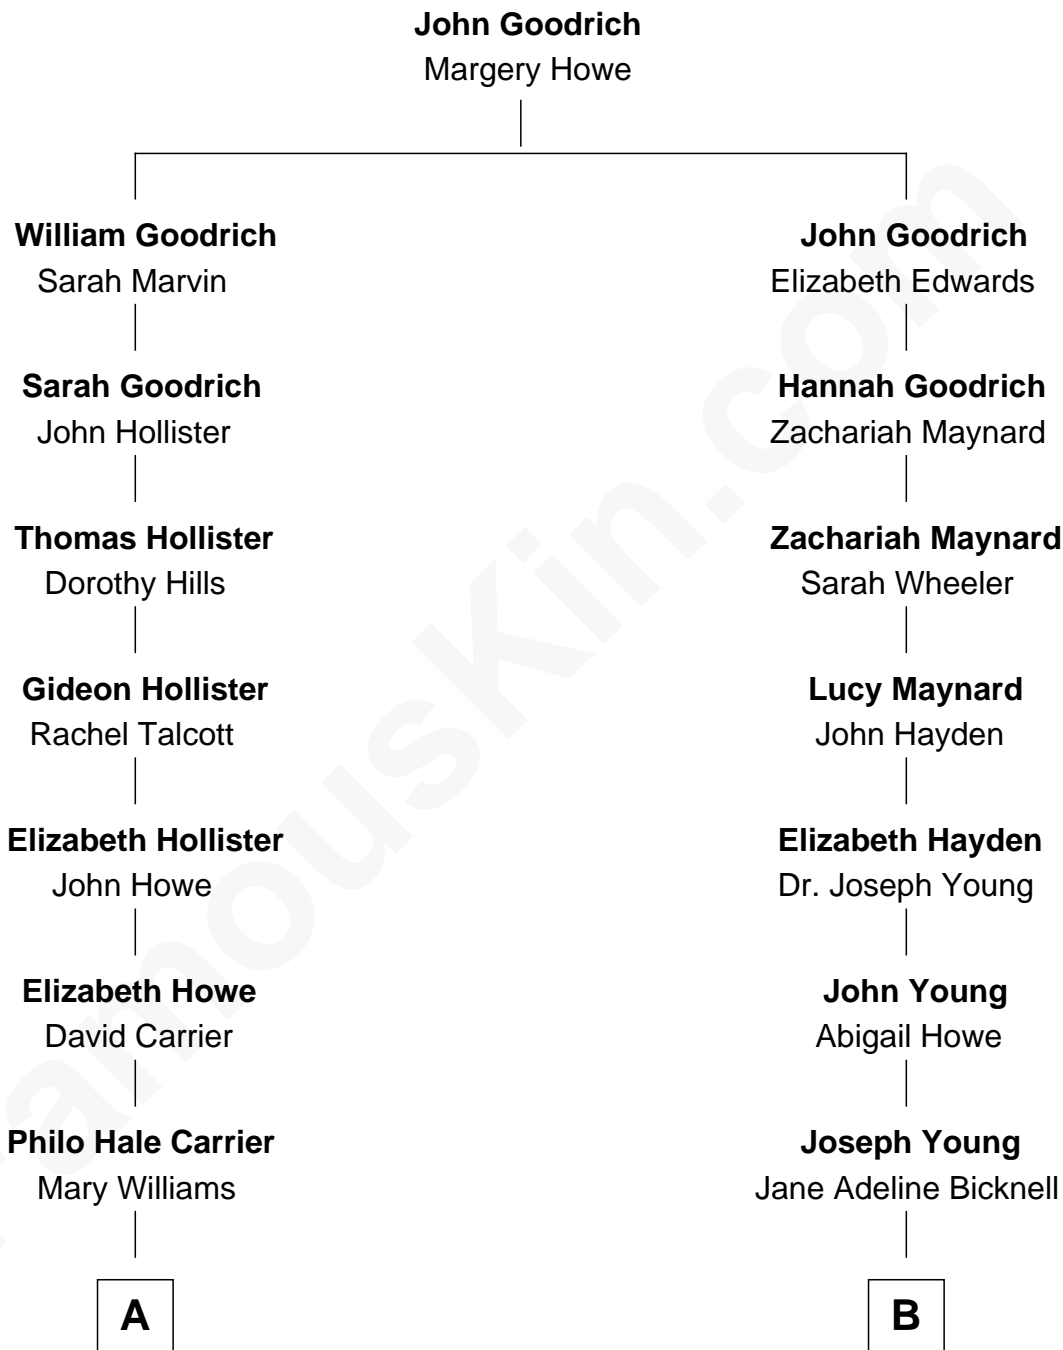 John Goodrich
Margery Howe
William Goodrich
Sarah Marvin
John Goodrich
Elizabeth Edwards
Sarah Goodrich
John Hollister
Hannah Goodrich
Zachariah Maynard
Thomas Hollister
Dorothy Hills
Zachariah Maynard
Sarah Wheeler
Gideon Hollister
Rachel Talcott
Lucy Maynard
John Hayden
Elizabeth Hollister
John Howe
Elizabeth Hayden
Dr. Joseph Young
Elizabeth Howe
David Carrier
John Young
Abigail Howe
Philo Hale Carrier
Mary Williams
Joseph Young
Jane Adeline Bicknell
A
B
FamousKin.com